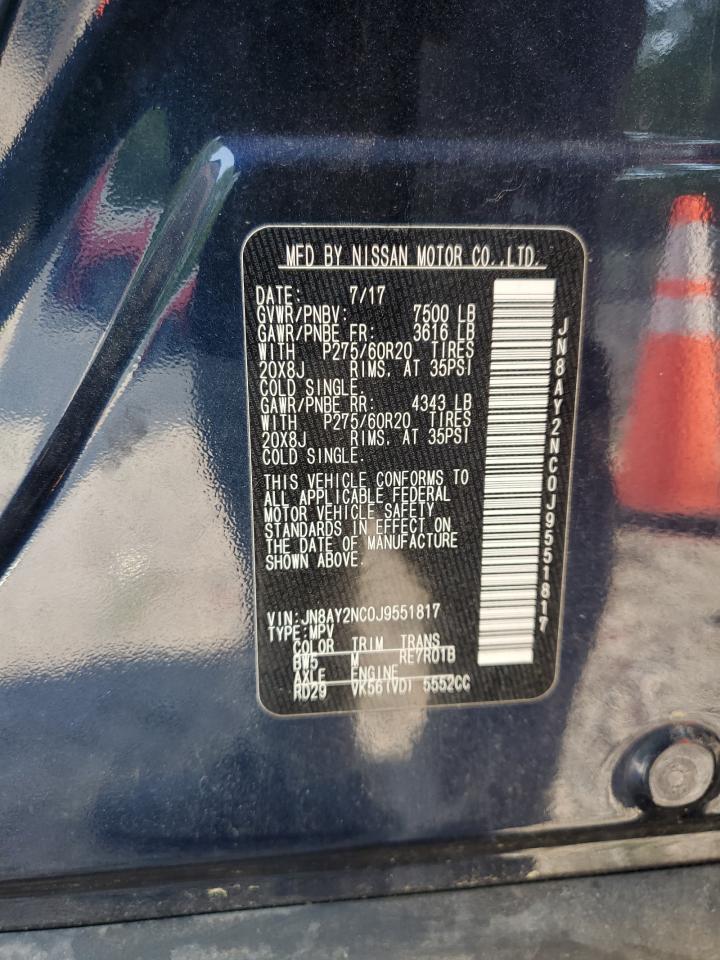 MFD BY NISSAN MOTOR CO.,LTD.
DATE: 7/17
GVWR/PNBV: 7500 LB
GAWR/PNBE FR: 3616 LB
WITH P275/60R20 TIRES
20X8J RIMS. AT 35PSI
COLD SINGLE.
GAWR/PNBE RR: 4343 LB
WITH P275/60R20 TIRES
20X8J RIMS. AT 35PSI
COLD SINGLE.
THIS VEHICLE CONFORMS TO
ALL APPLICABLE FEDERAL
MOTOR VEHICLE SAFETY
STANDARDS IN EFFECT ON
THE DATE OF MANUFACTURE
SHOWN ABOVE.
VIN:JN8AY2NC0J9551817
TYPE:MPV
COLOR TRIM TRANS
BW5 M RE7R01B
AXLE ENGINE
RD29 VK56(VD) 5552CC
JN8AY2NC0J9551817